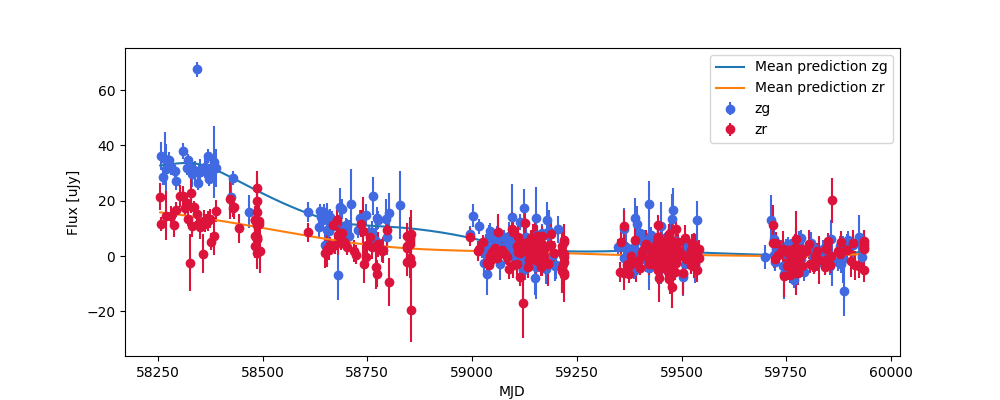 Mean prediction zg
Mean prediction zr
zg
zr
Flux [uJy]
60
40
20
0
−20
58250 58500 58750 59000 59250 59500 59750 60000
MJD